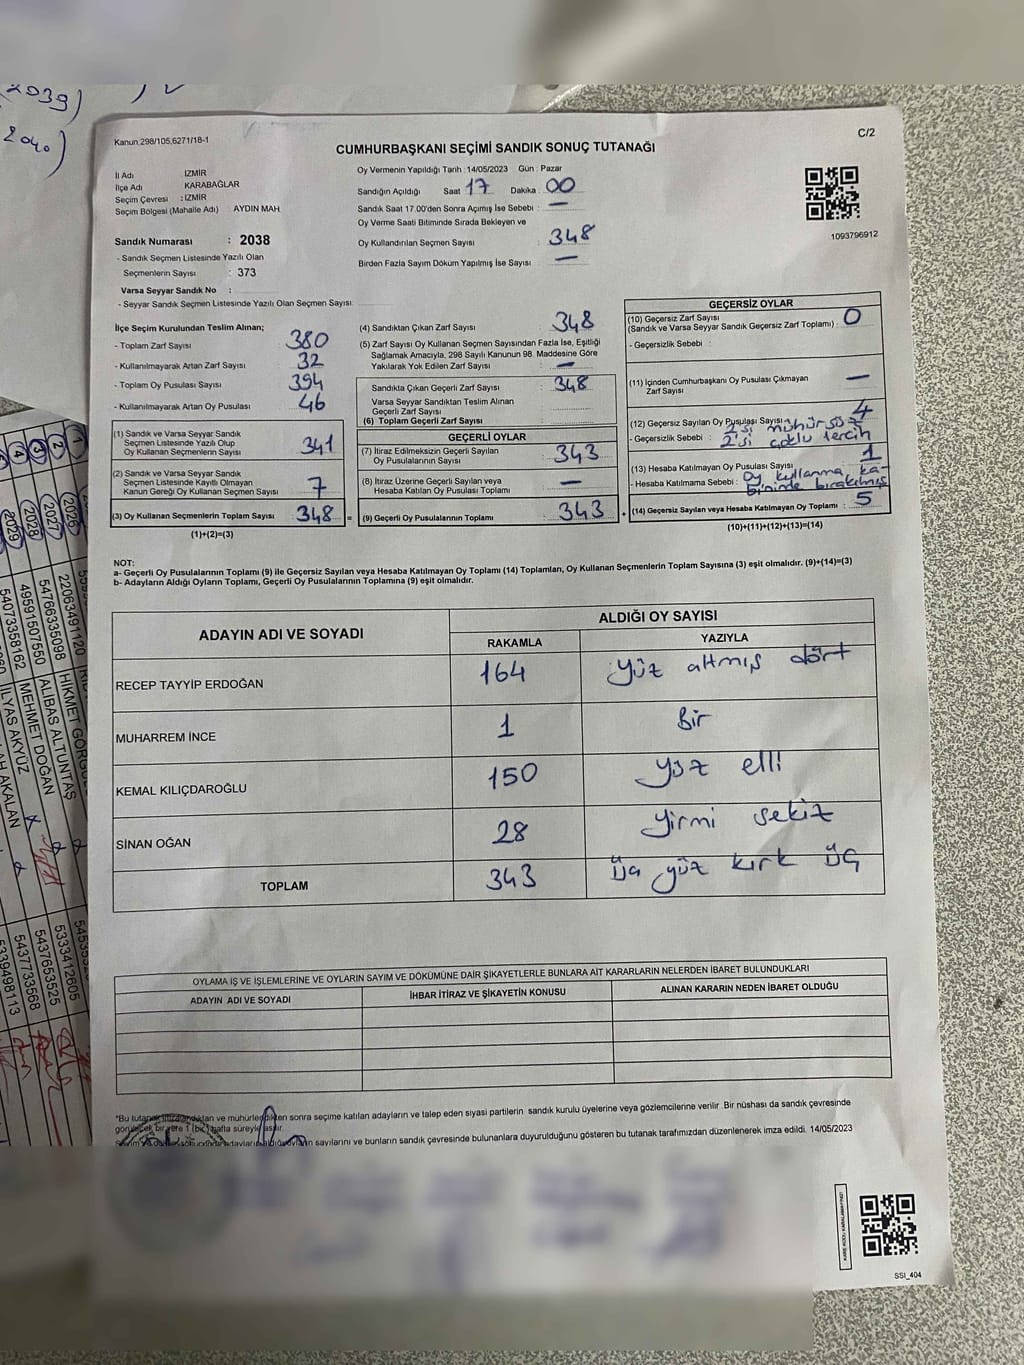 2039)
2040)
Kanun 298/105,6271/18-1
C/2
CUMHURBAŞKANI SEÇİMİ SANDIK SONUÇ TUTANAĞI
İl Adı İZMİR
İlçe Adı KARABAĞLAR
Seçim Çevresi : İZMİR
Seçim Bölgesi (Mahalle Adı) AYDIN MAH
Sandık Numarası : 2038
- Sandık Seçmen Listesinde Yazılı Olan
Seçmenlerin Sayısı : 373
Varsa Seyyar Sandık No :
- Seyyar Sandık Seçmen Listesinde Yazılı Olan Seçmen Sayısı:
Oy Vermenin Yapıldığı Tarih : 14/05/2023 Gün : Pazar
Sandığın Açıldığı Saat : 17 Dakika : 00
Sandık Saat 17.00'den Sonra Açımış İse Sebebi : —
Oy Verme Saati Bitiminde Sırada Bekleyen ve
Oy Kullandırılan Seçmen Sayısı : 348
Birden Fazla Sayım Döküm Yapılmış İse Sayısı : —
1093796912
İlçe Seçim Kurulundan Teslim Alınan;
- Toplam Zarf Sayısı 380
- Kullanılmayarak Artan Zarf Sayısı 32
- Toplam Oy Pusulası Sayısı 394
- Kullanılmayarak Artan Oy Pusulası 46
(1) Sandık ve Varsa Seyyar Sandık
Seçmen Listesinde Yazılı Olup
Oy Kullanan Seçmenlerin Sayısı 341
(2) Sandık ve Varsa Seyyar Sandık
Seçmen Listesinde Kayıtlı Olmayan
Kanun Gereği Oy Kullanan Seçmen Sayısı 7
(3) Oy Kullanan Seçmenlerin Toplam Sayısı 348 =
(1)+(2)=(3)
(4) Sandıktan Çıkan Zarf Sayısı 348
(5) Zarf Sayısı Oy Kullanan Seçmen Sayısından Fazla İse, Eşitliği
Sağlamak Amacıyla, 298 Sayılı Kanunun 98. Maddesine Göre
Yakılarak Yok Edilen Zarf Sayısı : —
Sandıkta Çıkan Geçerli Zarf Sayısı : 348
Varsa Seyyar Sandıktan Teslim Alınan
Geçerli Zarf Sayısı
(6) Toplam Geçerli Zarf Sayısı
GEÇERLİ OYLAR
(7) İtiraz Edilmeksizin Geçerli Sayılan
Oy Pusulalarının Sayısı : 343
(8) İtiraz Üzerine Geçerli Sayılan veya
Hesaba Katılan Oy Pusulası Toplamı : —
(9) Geçerli Oy Pusulalarının Toplamı 343 +
GEÇERSİZ OYLAR
(10) Geçersiz Zarf Sayısı
(Sandık ve Varsa Seyyar Sandık Geçersiz Zarf Toplamı) : 0
- Geçersizlik Sebebi :
(11) İçinden Cumhurbaşkanı Oy Pusulası Çıkmayan
Zarf Sayısı —
(12) Geçersiz Sayılan Oy Pusulası Sayısı : 4
- Geçersizlik Sebebi : 2'si mühürsüz
2'si çoklu tercih
(13) Hesaba Katılmayan Oy Pusulası Sayısı 1
- Hesaba Katılmama Sebebi : Oy kullanma ka-
bininde bırakılmış
(14) Geçersiz Sayılan veya Hesaba Katılmayan Oy Toplamı : 5
(10)+(11)+(12)+(13)=(14)
NOT:
a- Geçerli Oy Pusulalarının Toplamı (9) ile Geçersiz Sayılan veya Hesaba Katılmayan Oy Toplamı (14) Toplamları, Oy Kullanan Seçmenlerin Toplam Sayısına (3) eşit olmalıdır. (9)+(14)=(3)
b- Adayların Aldığı Oyların Toplamı, Geçerli Oy Pusulalarının Toplamına (9) eşit olmalıdır.
ADAYIN ADI VE SOYADI
ALDIĞI OY SAYISI
RAKAMLA YAZIYLA
RECEP TAYYİP ERDOĞAN 164 yüz altmış dört
MUHARREM İNCE 1 Bir
KEMAL KILIÇDAROĞLU 150 yüz elli
SİNAN OĞAN 28 yirmi sekiz
TOPLAM 343 üç yüz kırk üç
OYLAMA İŞ VE İŞLEMLERİNE VE OYLARIN SAYIM VE DÖKÜMÜNE DAİR ŞİKAYETLERLE BUNLARA AİT KARARLARIN NELERDEN İBARET BULUNDUKLARI
ADAYIN ADI VE SOYADI İHBAR İTİRAZ VE ŞİKAYETİN KONUSU ALINAN KARARIN NEDEN İBARET OLDUĞU
*Bu tutanak imzalandıktan ve mühürlendikten sonra seçime katılan adayların ve talep eden siyasi partilerin sandık kurulu üyelerine veya gözlemcilerine verilir .Bir nüshası da sandık çevresinde
görülecek bir yere 1 (bir) hafta süreyle asılır.
sayılarını ve bunların sandık çevresinde bulunanlara duyurulduğunu gösteren bu tutanak tarafımızdan düzenlenerek imza edildi. 14/05/2023
SSİ_404
1 2026
2 2027 22063491120 HİKMET 5333412605
3 2028 54766335098 ALİBAS ALTUNTAŞ 5437653525
4 2029 49591507550 MEHMET DOĞAN 5437733568
54073358162 İLYAS AKYÜZ 5339498113
AKALAN